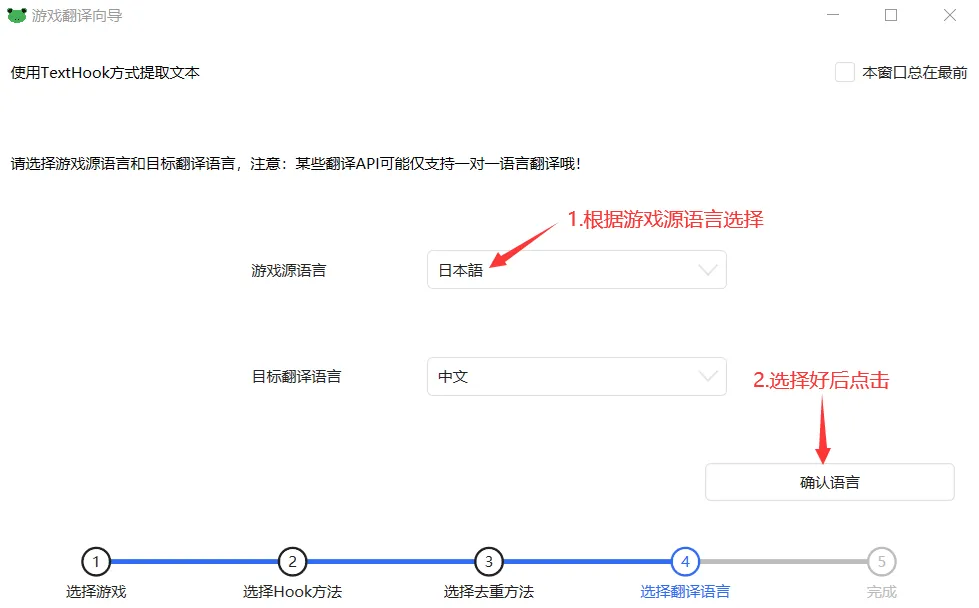 游戏翻译向导
使用TextHook方式提取文本
本窗口总在最前
请选择游戏源语言和目标翻译语言，注意：某些翻译API可能仅支持一对一语言翻译哦！
1.根据游戏源语言选择
游戏源语言
日本語
目标翻译语言
中文
2.选择好后点击
确认语言
1
2
3
4
5
选择游戏
选择Hook方法
选择去重方法
选择翻译语言
完成